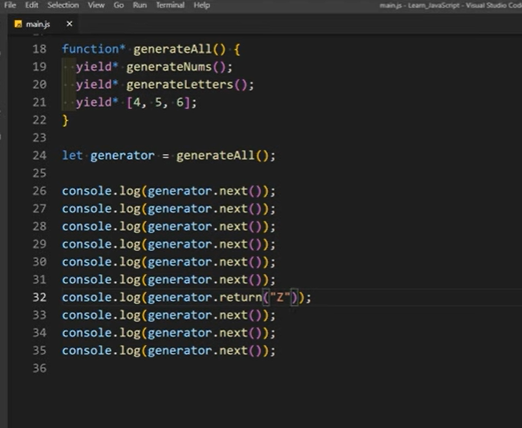 File Edit Selection View Go Run Terminal Help main.js - Learn_JavaScript - Visual Studio Cod
main.js ×
18 function* generateAll() {
19 yield* generateNums();
20 yield* generateLetters();
21 yield* [4, 5, 6];
22 }
23
24 let generator = generateAll();
25
26 console.log(generator.next());
27 console.log(generator.next());
28 console.log(generator.next());
29 console.log(generator.next());
30 console.log(generator.next());
31 console.log(generator.next());
32 console.log(generator.return("Z"));
33 console.log(generator.next());
34 console.log(generator.next());
35 console.log(generator.next());
36